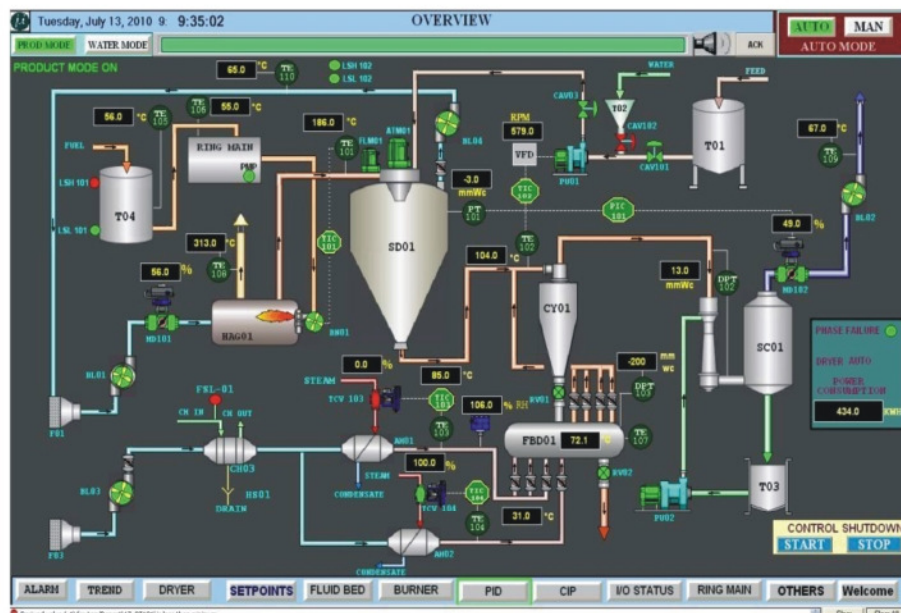 Tuesday, July 13, 2010 9: 9:35:02
OVERVIEW
AUTO MAN
AUTO MODE
PROD MODE WATER MODE
ACK
PRODUCT MODE ON
65.0 °C
TE 110
LSH 102
LSL 102
WATER
FEED
56.0 °C
TE 105
TE 106
55.0 °C
186.0 °C
TE 101
FLM01
ATM01
BL04
CAV03
T02
CAV102
CAV101
T01
RPM
579.0
VFD
PU01
67.0 °C
TE 109
BL02
FUEL
RING MAIN
PMP
LSH 101
LSL 101
T04
-3.0
mmWc
PT 101
TIC 102
PIC 101
SD01
313.0 °C
TE 108
TIC 101
104.0 °C
TE 102
49.0 %
MD102
56.0 %
MD101
HAG01
CY01
13.0
mmWc
DPT 102
SC01
BL01
F01
PHASE FAILURE
DRYER AUTO
POWER
CONSUMPTION
434.0 KWH
0.0 %
STEAM
TCV 103
85.0 °C
TIC 103
TE 103
-200 mm wc
DPT 103
RV01
FSL-01
CH IN CH OUT
106.0 % RH
FBD01 72.1 °C
TE 107
CH03
AH01
100.0 %
STEAM
RV02
BL03
HE01
DRAIN
CONDENSATE
TCV 104
TIC 104
TE 104
31.0 °C
T03
PU02
F03
AH02
CONDENSATE
CONTROL SHUTDOWN
START STOP
ALARM TREND DRYER SETPOINTS FLUID BED BURNER PID CIP I/O STATUS RING MAIN OTHERS Welcome